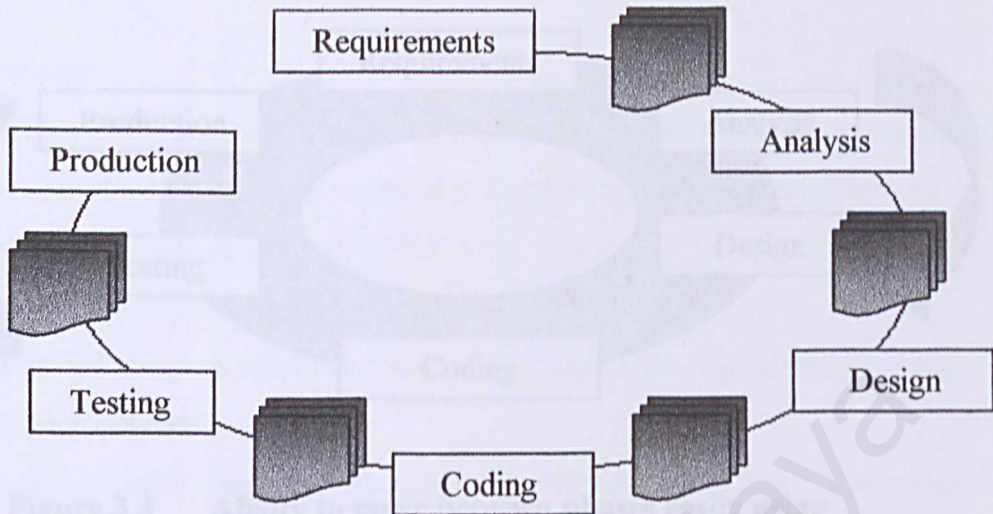 Requirements
Analysis
Production
Design
Testing
Coding